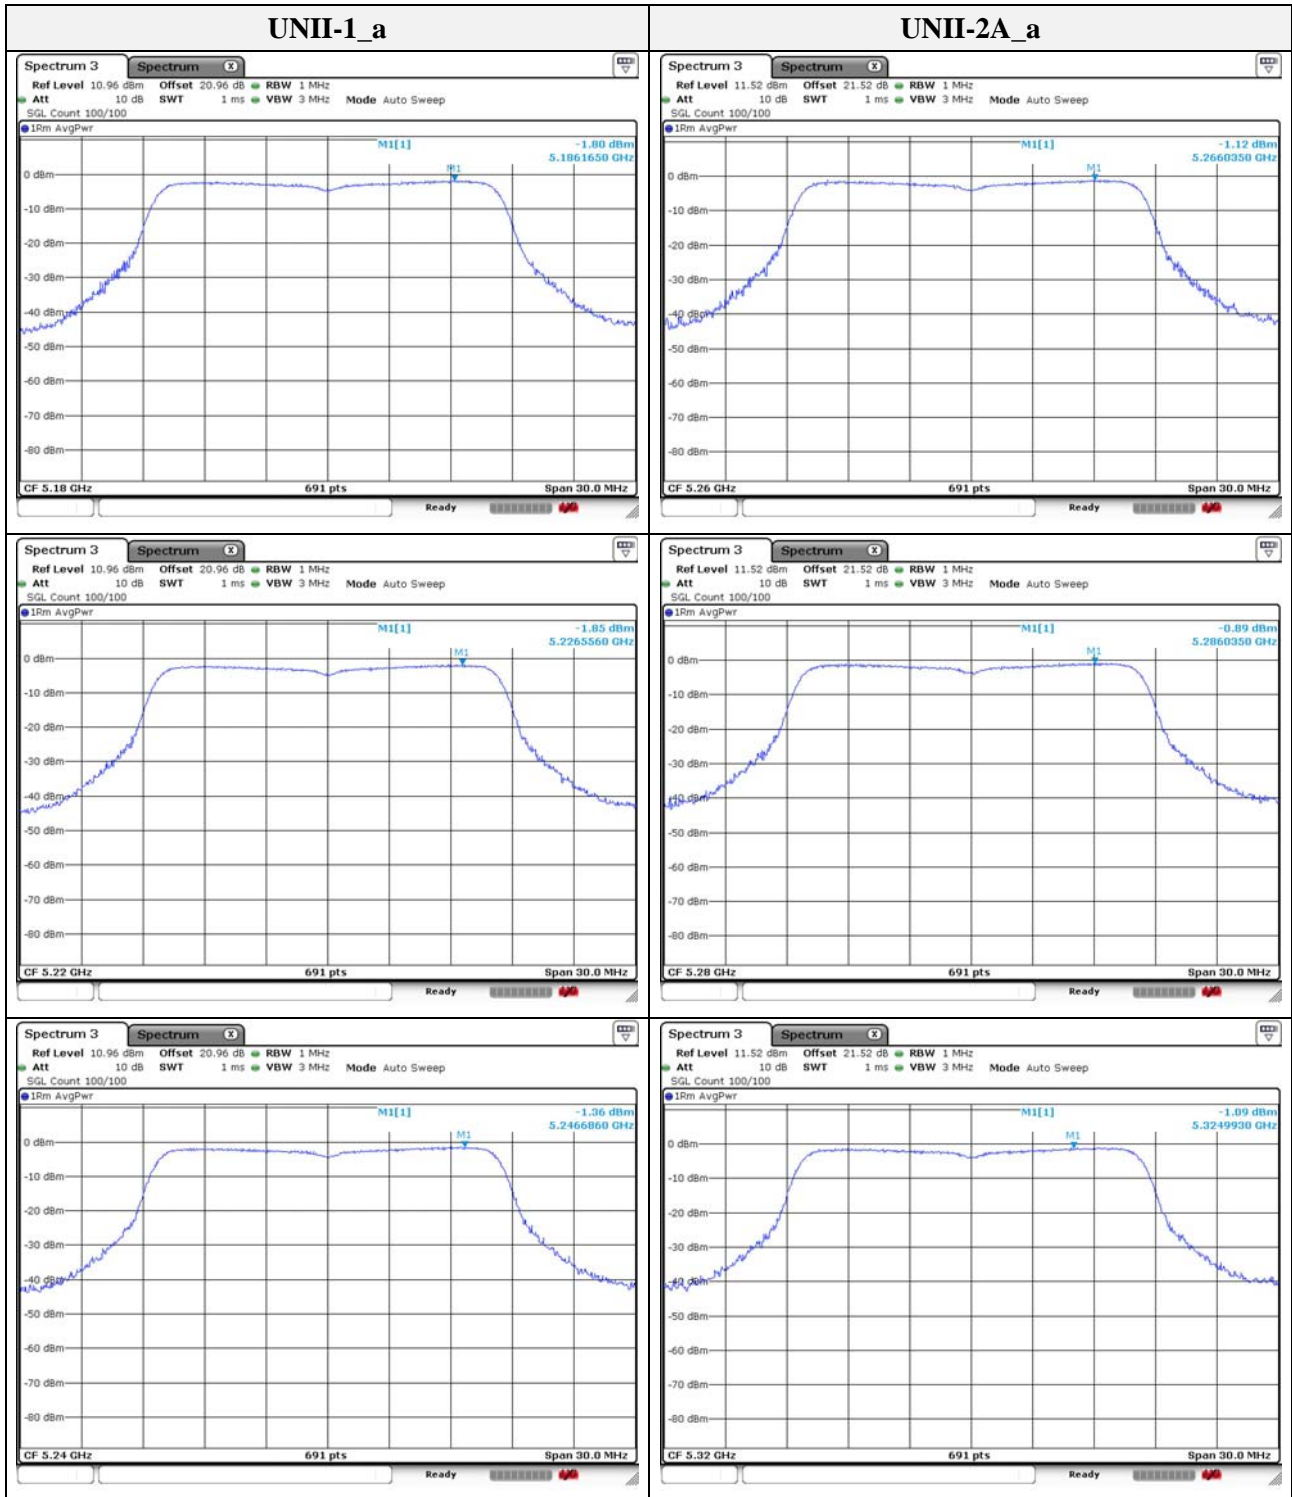 UNII-1_a
UNII-2A_a
Spectrum 3 Spectrum X
Ref Level 10.96 dBm Offset 20.96 dB RBW 1 MHz
Att 10 dB SWT 1 ms VBW 3 MHz Mode Auto Sweep
SGL Count 100/100
1Rm AvgPwr
M1[1] -1.80 dBm
5.1861650 GHz
M1
0 dBm
-10 dBm
-20 dBm
-30 dBm
-40 dBm
-50 dBm
-60 dBm
-70 dBm
-80 dBm
CF 5.18 GHz 691 pts Span 30.0 MHz
Ready
Spectrum 3 Spectrum X
Ref Level 11.52 dBm Offset 21.52 dB RBW 1 MHz
Att 10 dB SWT 1 ms VBW 3 MHz Mode Auto Sweep
SGL Count 100/100
1Rm AvgPwr
M1[1] -1.12 dBm
5.2660350 GHz
M1
0 dBm
-10 dBm
-20 dBm
-30 dBm
-40 dBm
-50 dBm
-60 dBm
-70 dBm
-80 dBm
CF 5.26 GHz 691 pts Span 30.0 MHz
Ready
Spectrum 3 Spectrum X
Ref Level 10.96 dBm Offset 20.96 dB RBW 1 MHz
Att 10 dB SWT 1 ms VBW 3 MHz Mode Auto Sweep
SGL Count 100/100
1Rm AvgPwr
M1[1] -1.85 dBm
5.2265560 GHz
M1
0 dBm
-10 dBm
-20 dBm
-30 dBm
-40 dBm
-50 dBm
-60 dBm
-70 dBm
-80 dBm
CF 5.22 GHz 691 pts Span 30.0 MHz
Ready
Spectrum 3 Spectrum X
Ref Level 11.52 dBm Offset 21.52 dB RBW 1 MHz
Att 10 dB SWT 1 ms VBW 3 MHz Mode Auto Sweep
SGL Count 100/100
1Rm AvgPwr
M1[1] -0.89 dBm
5.2860350 GHz
M1
0 dBm
-10 dBm
-20 dBm
-30 dBm
-40 dBm
-50 dBm
-60 dBm
-70 dBm
-80 dBm
CF 5.28 GHz 691 pts Span 30.0 MHz
Ready
Spectrum 3 Spectrum X
Ref Level 10.96 dBm Offset 20.96 dB RBW 1 MHz
Att 10 dB SWT 1 ms VBW 3 MHz Mode Auto Sweep
SGL Count 100/100
1Rm AvgPwr
M1[1] -1.36 dBm
5.2466860 GHz
M1
0 dBm
-10 dBm
-20 dBm
-30 dBm
-40 dBm
-50 dBm
-60 dBm
-70 dBm
-80 dBm
CF 5.24 GHz 691 pts Span 30.0 MHz
Ready
Spectrum 3 Spectrum X
Ref Level 11.52 dBm Offset 21.52 dB RBW 1 MHz
Att 10 dB SWT 1 ms VBW 3 MHz Mode Auto Sweep
SGL Count 100/100
1Rm AvgPwr
M1[1] -1.09 dBm
5.3249930 GHz
M1
0 dBm
-10 dBm
-20 dBm
-30 dBm
-40 dBm
-50 dBm
-60 dBm
-70 dBm
-80 dBm
CF 5.32 GHz 691 pts Span 30.0 MHz
Ready